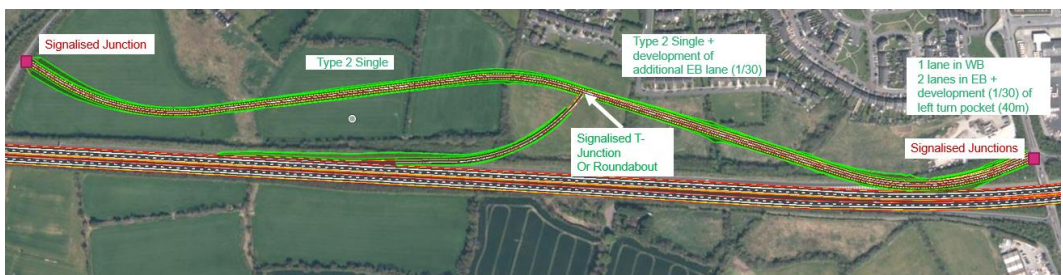 Signalised Junction
Type 2 Single
Type 2 Single +
development of
additional EB lane (1/30)
1 lane in WB
2 lanes in EB +
development (1/30) of
left turn pocket (40m)
Signalised T-
Junction
Or Roundabout
Signalised Junctions